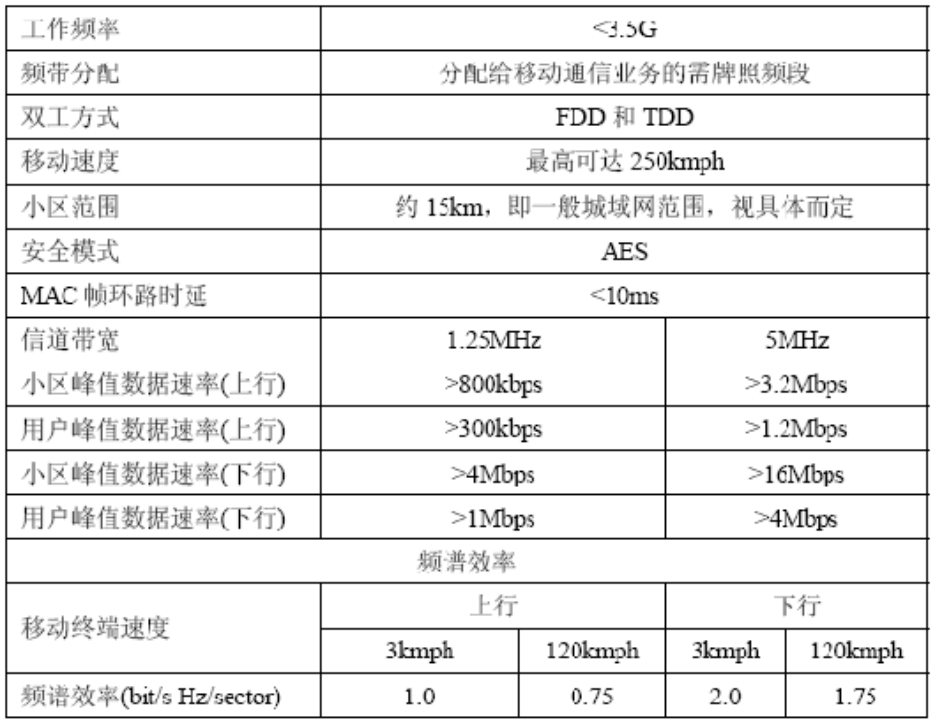 工作频率 <3.5G
频带分配 分配给移动通信业务的需牌照频段
双工方式 FDD 和 TDD
移动速度 最高可达 250kmph
小区范围 约 15km，即一般城域网范围，视具体而定
安全模式 AES
MAC 帧环路时延 <10ms
信道带宽 1.25MHz 5MHz
小区峰值数据速率(上行) >800kbps >3.2Mbps
用户峰值数据速率(上行) >300kbps >1.2Mbps
小区峰值数据速率(下行) >4Mbps >16Mbps
用户峰值数据速率(下行) >1Mbps >4Mbps
频谱效率
移动终端速度 上行 下行
3kmph 120kmph 3kmph 120kmph
频谱效率(bit/s Hz/sector) 1.0 0.75 2.0 1.75